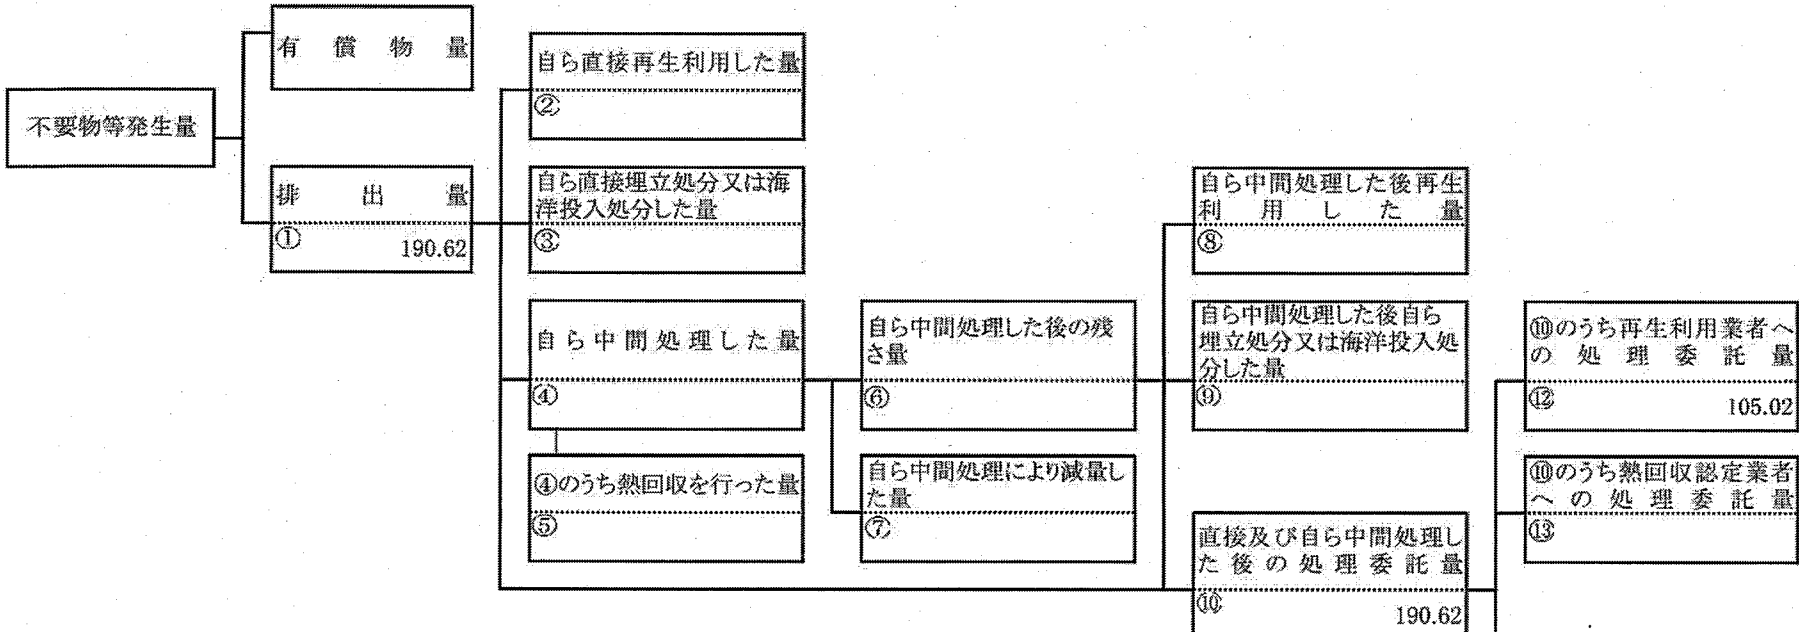 有償物量
不要物等発生量
排出量
①
190.62
自ら直接再生利用した量
②
自ら直接埋立処分又は海
洋投入処分した量
③
自ら中間処理した量
④
④のうち熱回収を行った量
⑤
自ら中間処理した後の残
さ量
⑥
自ら中間処理により減量し
た量
⑦
自ら中間処理した後再生
利用した量
⑧
自ら中間処理した後自ら
埋立処分又は海洋投入処
分した量
⑨
直接及び自ら中間処理し
た後の処理委託量
⑩
190.62
⑩のうち再生利用業者へ
の処理委託量
⑫
105.02
⑩のうち熱回収認定業者
への処理委託量
⑬